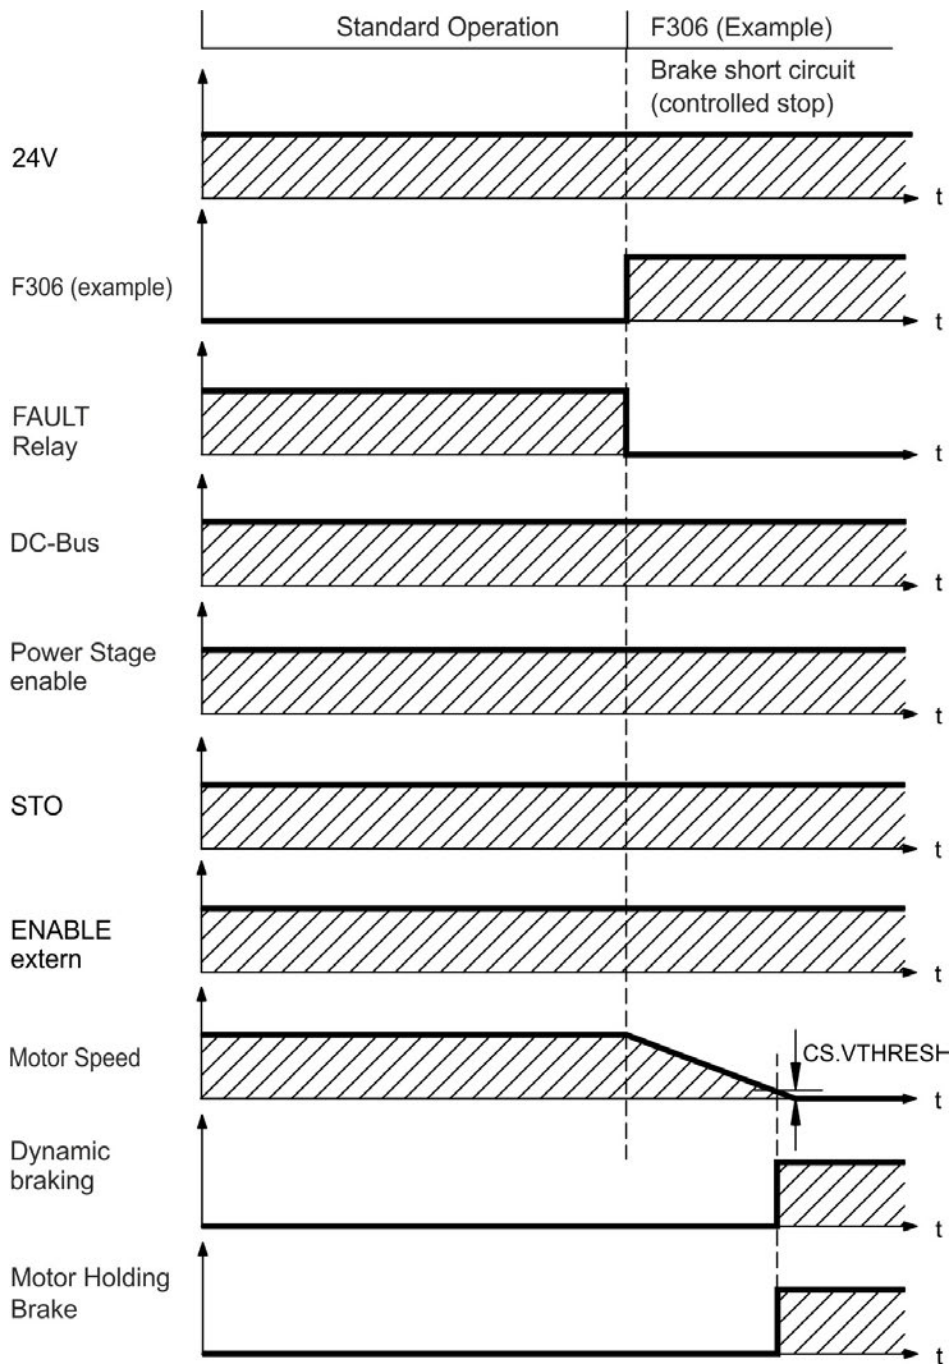 Standard Operation
F306 (Example)
Brake short circuit
(controlled stop)
24V
t
F306 (example)
t
FAULT
Relay
t
DC-Bus
t
Power Stage
enable
t
STO
t
ENABLE
extern
t
Motor Speed
CS.VTHRESH
t
Dynamic
braking
t
Motor Holding
Brake
t